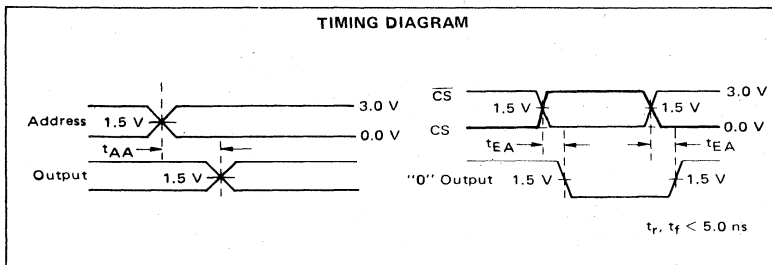 TIMING DIAGRAM
Address
1.5 V
3.0 V
0.0 V
tAA
Output
1.5 V
CS
1.5 V
1.5 V
3.0 V
CS
0.0 V
tEA
tEA
"0" Output
1.5 V
1.5 V
tr, tf < 5.0 ns